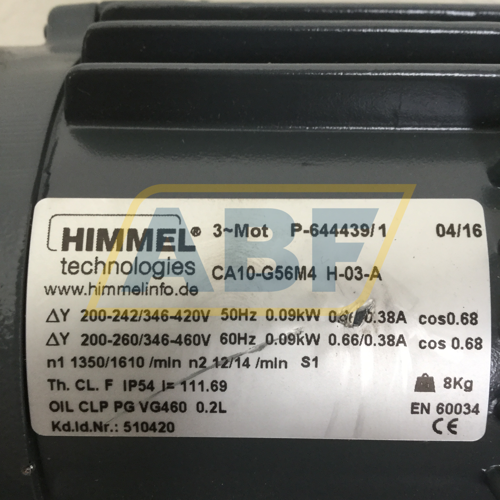 HIMMEL® 3~Mot P-644439/1 04/16
technologies CA10-G56M4 H-03-A
www.himmelinfo.de
ΔY 200-242/346-420V 50Hz 0.09kW 0.66/0.38A cos0.68
ΔY 200-260/346-460V 60Hz 0.09kW 0.66/0.38A cos 0.68
n1 1350/1610 /min n2 12/14 /min S1
Th. CL. F IP54 i= 111.69 8Kg
OIL CLP PG VG460 0.2L EN 60034
Kd.Id.Nr.: 510420 CE
ABF